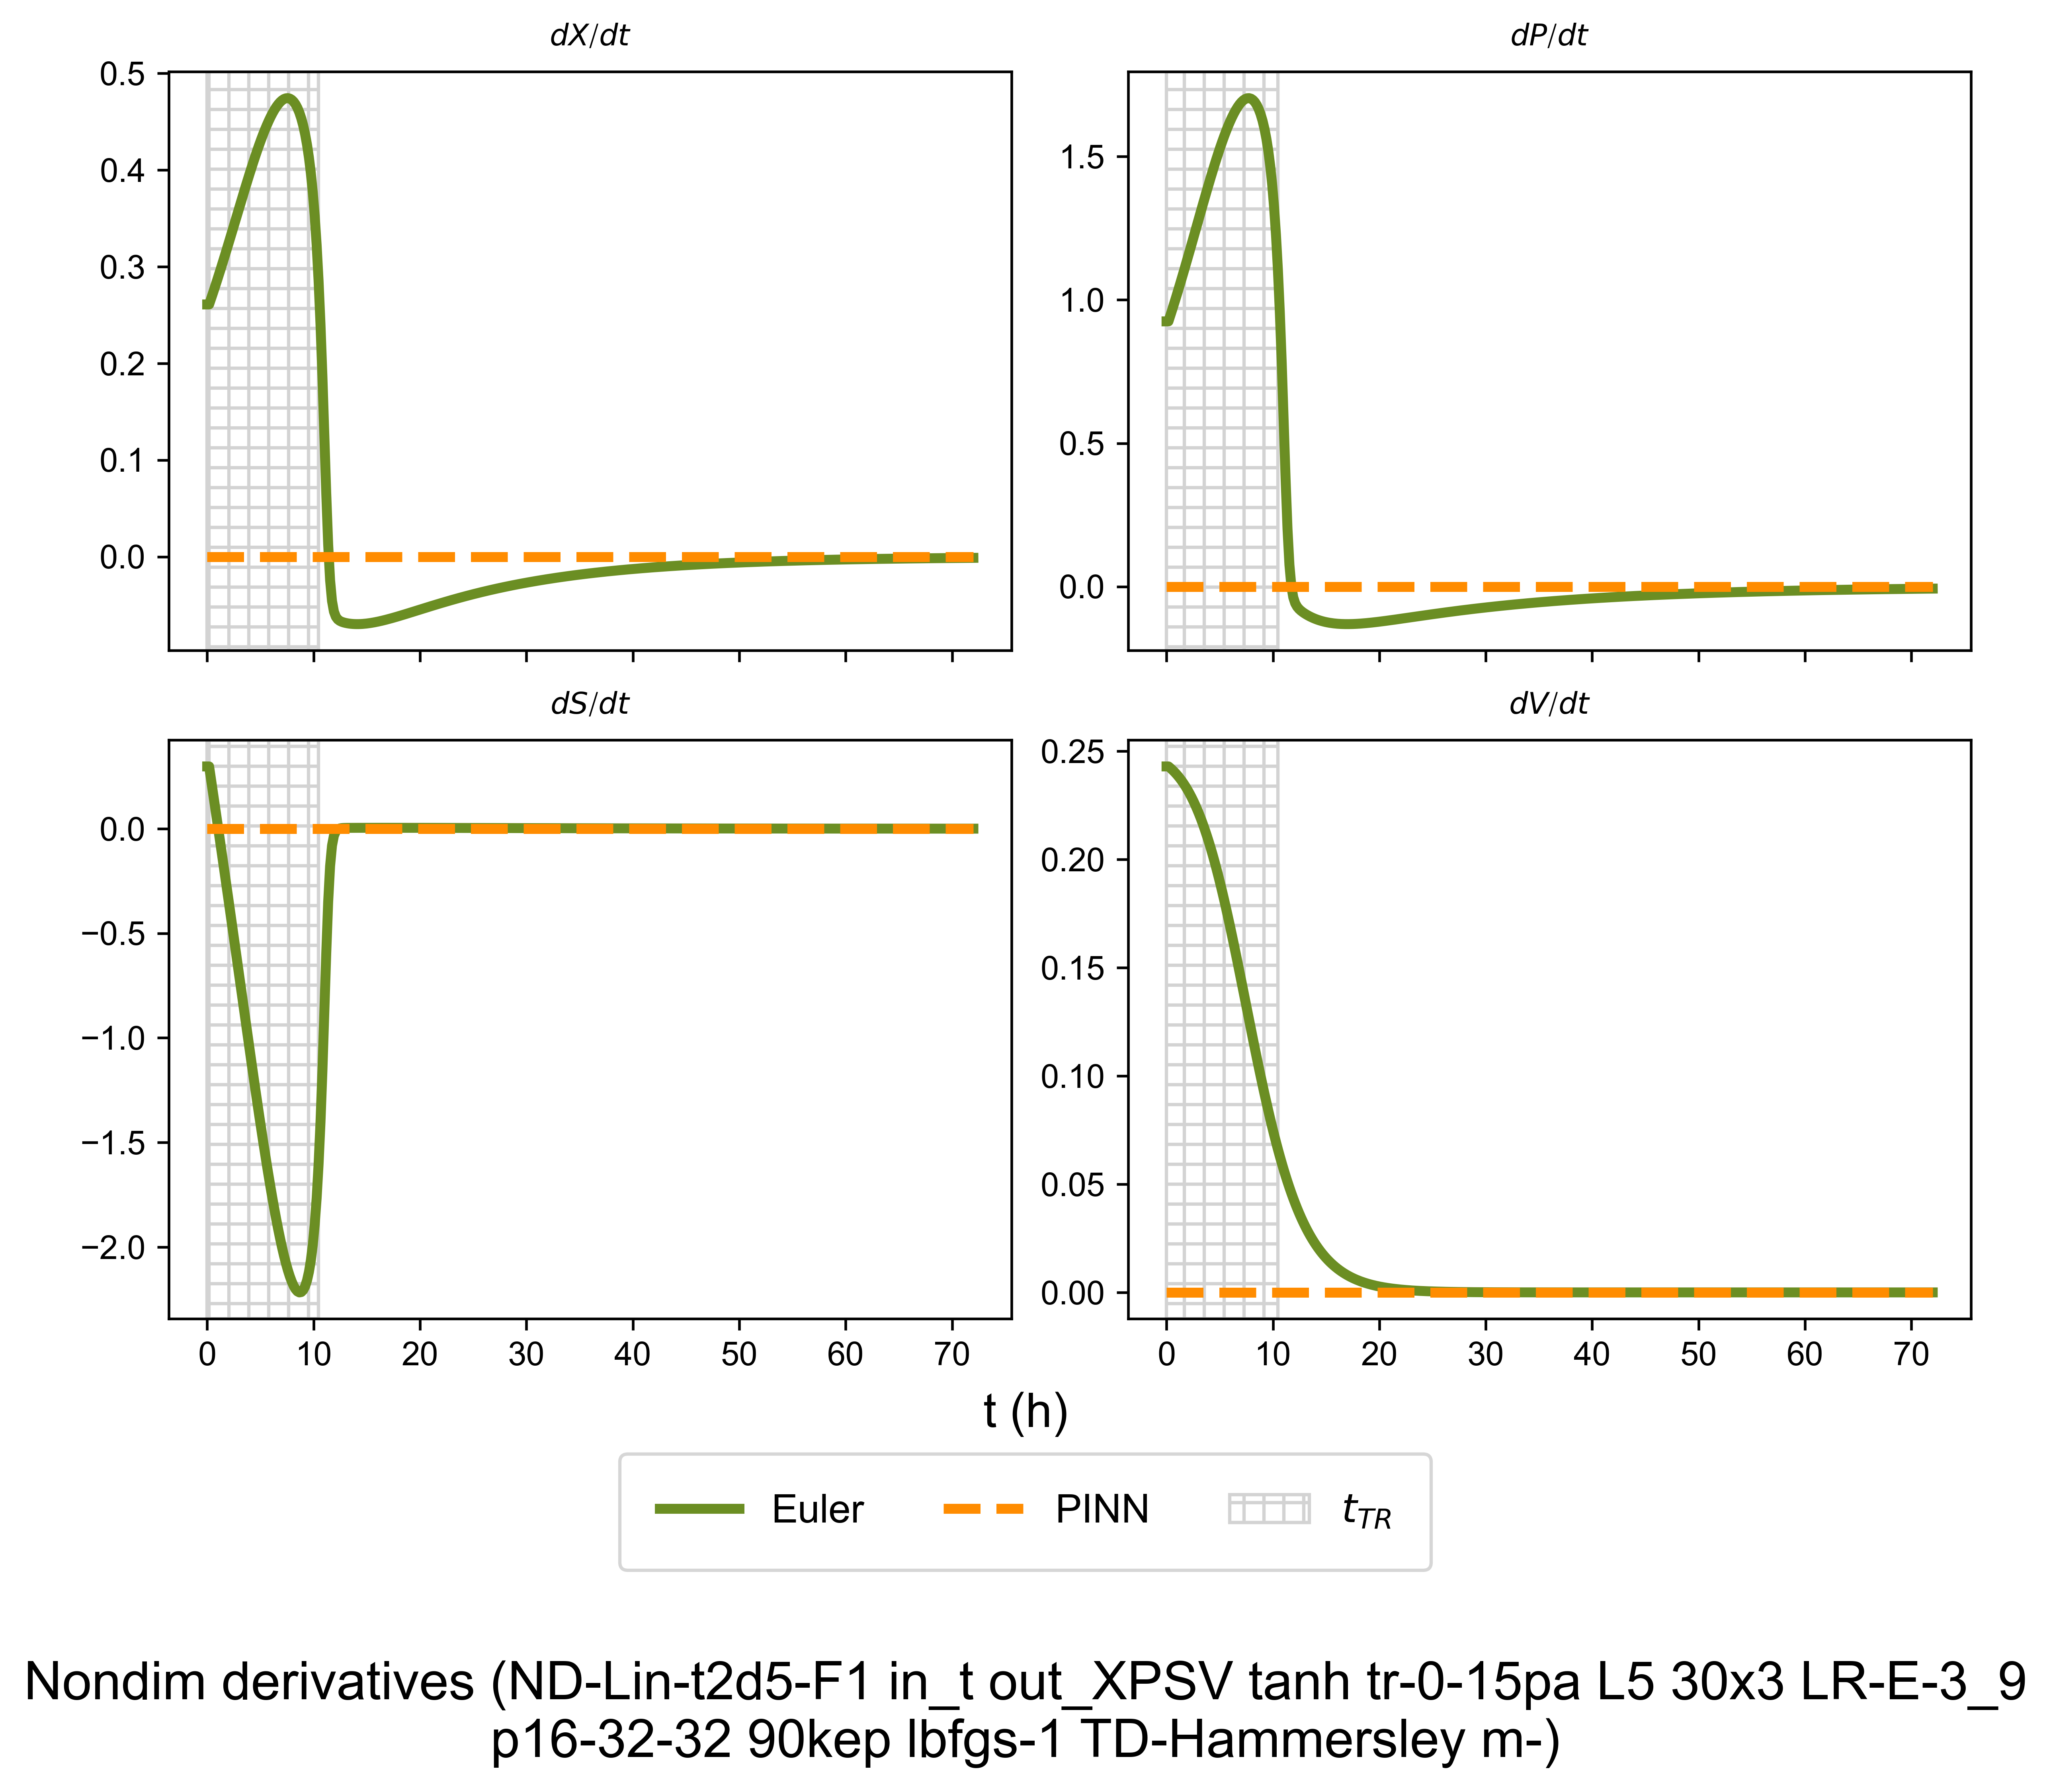 dX/dt
dP/dt
0.5
0.4
0.3
0.2
0.1
0.0
1.5
1.0
0.5
0.0
dS/dt
dV/dt
0.0
−0.5
−1.0
−1.5
−2.0
0 10 20 30 40 50 60 70
0.25
0.20
0.15
0.10
0.05
0.00
0 10 20 30 40 50 60 70
t (h)
Euler PINN t_{TR}
Nondim derivatives (ND-Lin-t2d5-F1 in_t out_XPSV tanh tr-0-15pa L5 30x3 LR-E-3_9
p16-32-32 90kep lbfgs-1 TD-Hammersley m-)